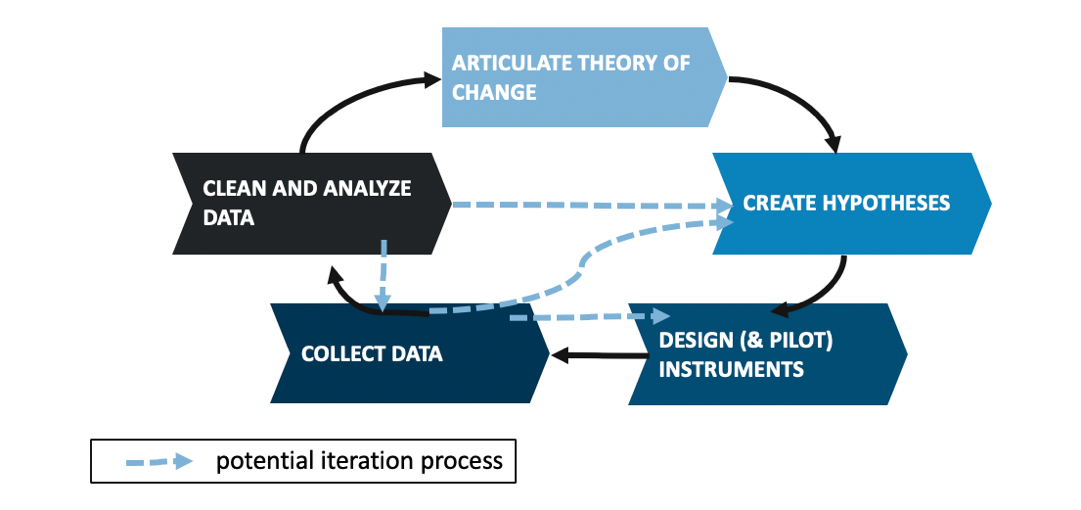 ARTICULATE THEORY OF
CHANGE
CLEAN AND ANALYZE
DATA
CREATE HYPOTHESES
COLLECT DATA
DESIGN (& PILOT)
INSTRUMENTS
potential iteration process